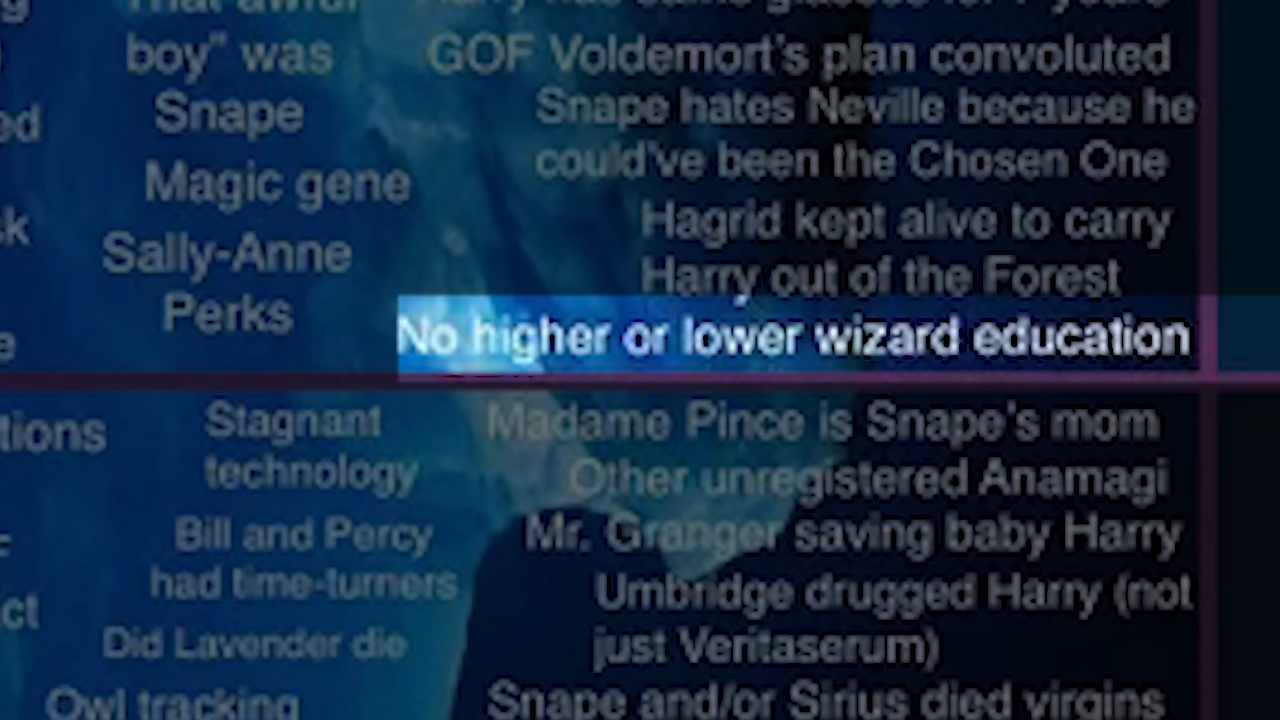 boy" was
Snape
Magic gene
Sally-Anne
Perks
GOF Voldemort's plan convoluted
Snape hates Neville because he
could've been the Chosen One
Hagrid kept alive to carry
Harry out of the Forest
No higher or lower wizard education
Stagnant
technology
Bill and Percy
had time-turners
Did Lavender die
Owl tracking
Madame Pince is Snape's mom
Other unregistered Anamagi
Mr. Granger saving baby Harry
Umbridge drugged Harry (not
just Veritaserum)
Snape and/or Sirius died virgins